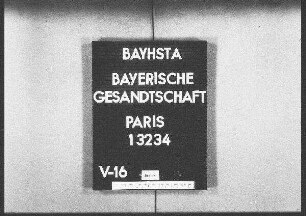 BAYHSTA
BAYERISCHE
GESANDTSCHAFT
PARIS
13234
V-16